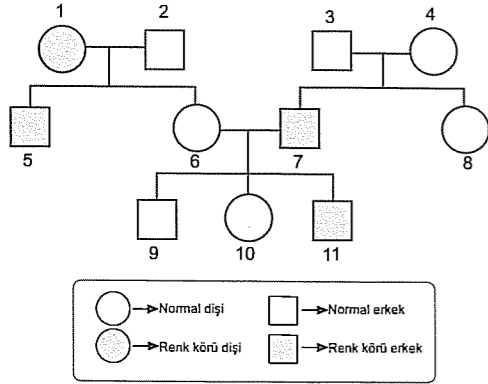 1 2 3 4
5 6 7 8
9 10 11
Normal dişi Normal erkek
Renk körü dişi Renk körü erkek